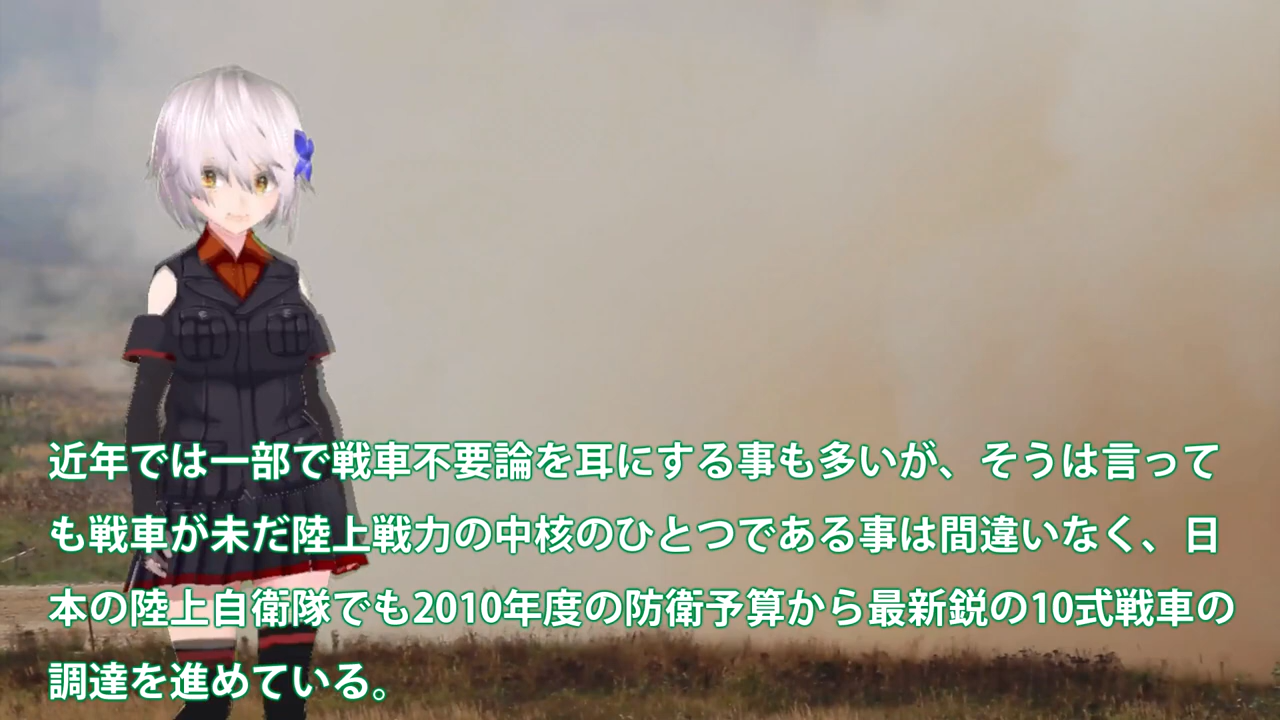 近年では一部で戦車不要論を耳にする事も多いが、そうは言って
も戦車が未だ陸上戦力の中核のひとつである事は間違いなく、日
本の陸上自衛隊でも2010年度の防衛予算から最新鋭の10式戦車の
調達を進めている。